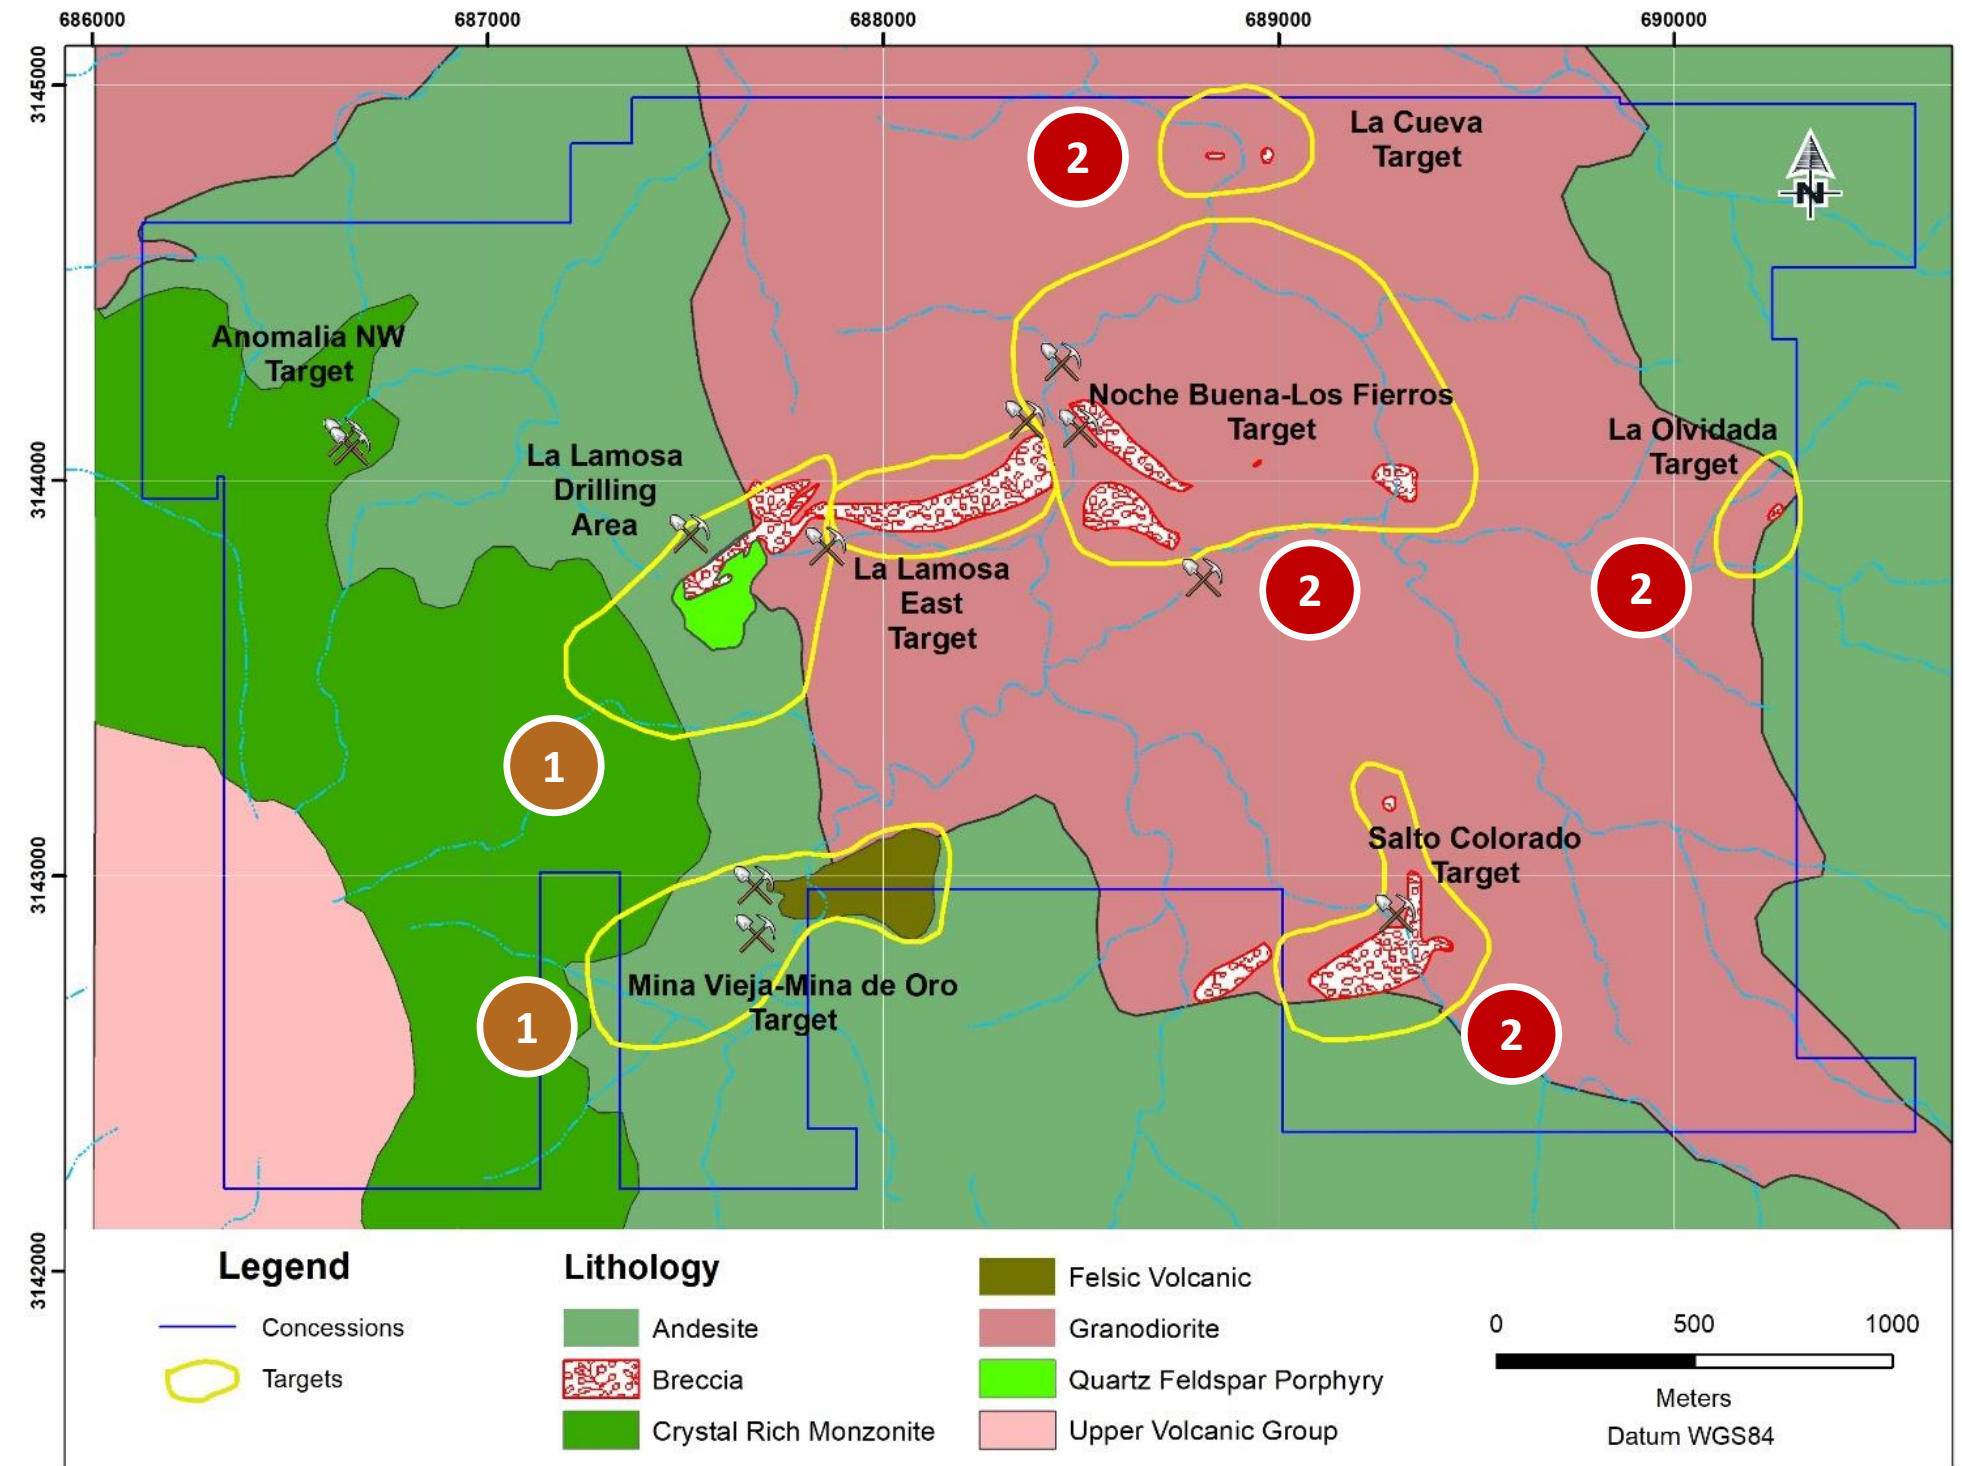 686000
687000
688000
689000
690000
3145000
3144000
3143000
3142000
La Cueva
Target
2
N
Anomalia NW
Target
Noche Buena-Los Fierros
Target
La Olvidada
Target
La Lamosa
Drilling
Area
La Lamosa
East
Target
2
2
1
Salto Colorado
Target
Mina Vieja-Mina de Oro
Target
1
2
Legend
Concessions
Targets
Lithology
Andesite
Breccia
Crystal Rich Monzonite
Felsic Volcanic
Granodiorite
Quartz Feldspar Porphyry
Upper Volcanic Group
0 500 1000
Meters
Datum WGS84